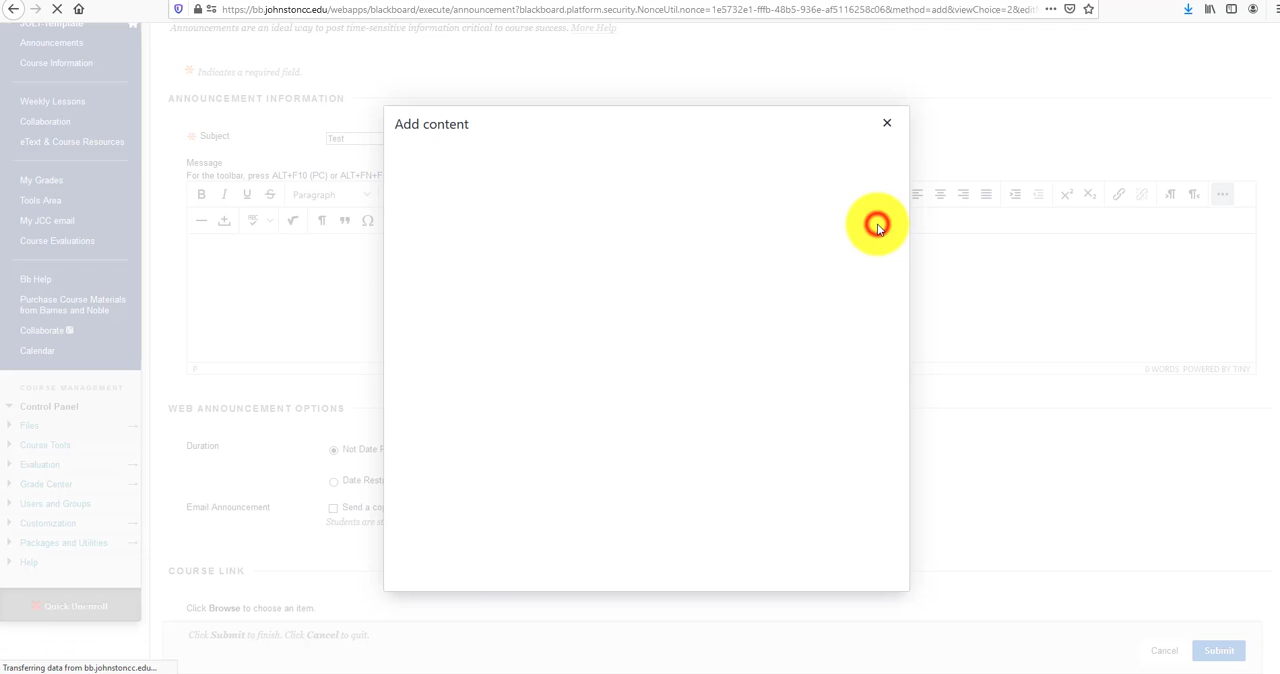 https://bb.johnstoncc.edu/webapps/blackboard/execute/announcement?blackboard.platform.security.NonceUtil.nonce=1e5732e1-fffb-48b5-936e-af5116258c06&method=add&viewChoice=2&edit
Announcements are an ideal way to post time-sensitive information critical to course success. More Help
Announcements
Course Information
Weekly Lessons
Collaboration
eText & Course Resources
My Grades
Tools Area
My JCC email
Course Evaluations
Bb Help
Purchase Course Materials
from Barnes and Noble
Collaborate
Calendar
COURSE MANAGEMENT
Control Panel
Files
Course Tools
Evaluation
Grade Center
Users and Groups
Customization
Packages and Utilities
Help
Quick Unenroll
Indicates a required field.
ANNOUNCEMENT INFORMATION
Subject
Test
Message
For the toolbar, press ALT+F10 (PC) or ALT+FN+F
B I U S Paragraph
P
0 WORDS POWERED BY TINY
Add content
WEB ANNOUNCEMENT OPTIONS
Duration
Not Date R
Date Rest
Email Announcement
Send a co
Students are st
COURSE LINK
Click Browse to choose an item.
Click Submit to finish. Click Cancel to quit.
Cancel
Submit
Transferring data from bb.johnstoncc.edu...